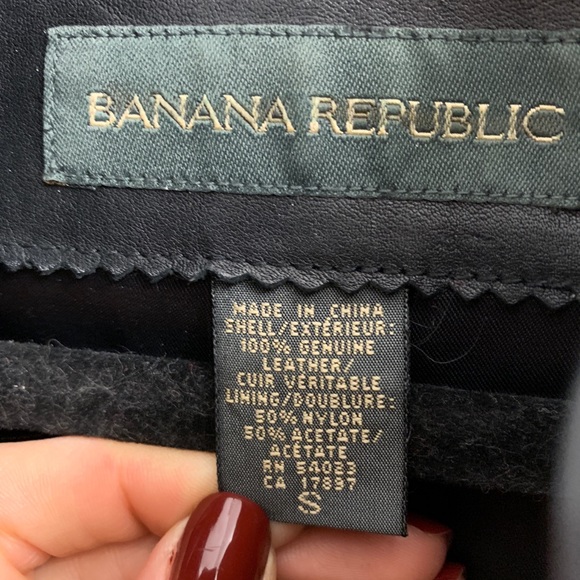 BANANA REPUBLIC
MADE IN CHINA
SHELL/EXTÉRIEUR:
100% GENUINE
LEATHER/
CUIR VÉRITABLE
LINING/DOUBLURE:
50% NYLON
50% ACETATE/
ACÉTATE
RN 54023
CA 17897
S